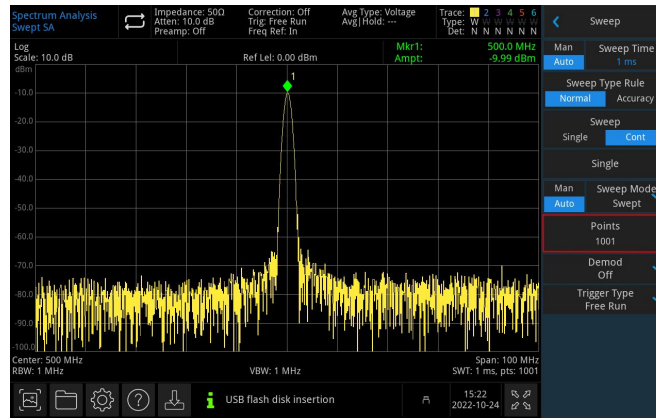 Spectrum Analysis
Swept SA
Impedance: 50Ω
Atten: 10.0 dB
Preamp: Off
Correction: Off
Trig: Free Run
Freq Ref: In
Avg Type: Voltage
Avg|Hold: ---
Trace: 1 2 3 4 5 6
Type: W W W W W W
Det: N N N N N N
Log
Scale: 10.0 dB
Ref Lel: 0.00 dBm
Mkr1: 500.0 MHz
Ampt: -9.99 dBm
dBm
1
-10.0
-20.0
-30.0
-40.0
-50.0
-60.0
-70.0
-80.0
-90.0
-100.0
Center: 500 MHz
Span: 100 MHz
RBW: 1 MHz
VBW: 1 MHz
SWT: 1 ms, pts: 1001
USB flash disk insertion
15:22
2022-10-24
Sweep
Man
Auto
Sweep Time
1 ms
Sweep Type Rule
Normal Accuracy
Sweep
Single Cont
Single
Man
Auto
Sweep Mode
Swept
Points
1001
Demod
Off
Trigger Type
Free Run